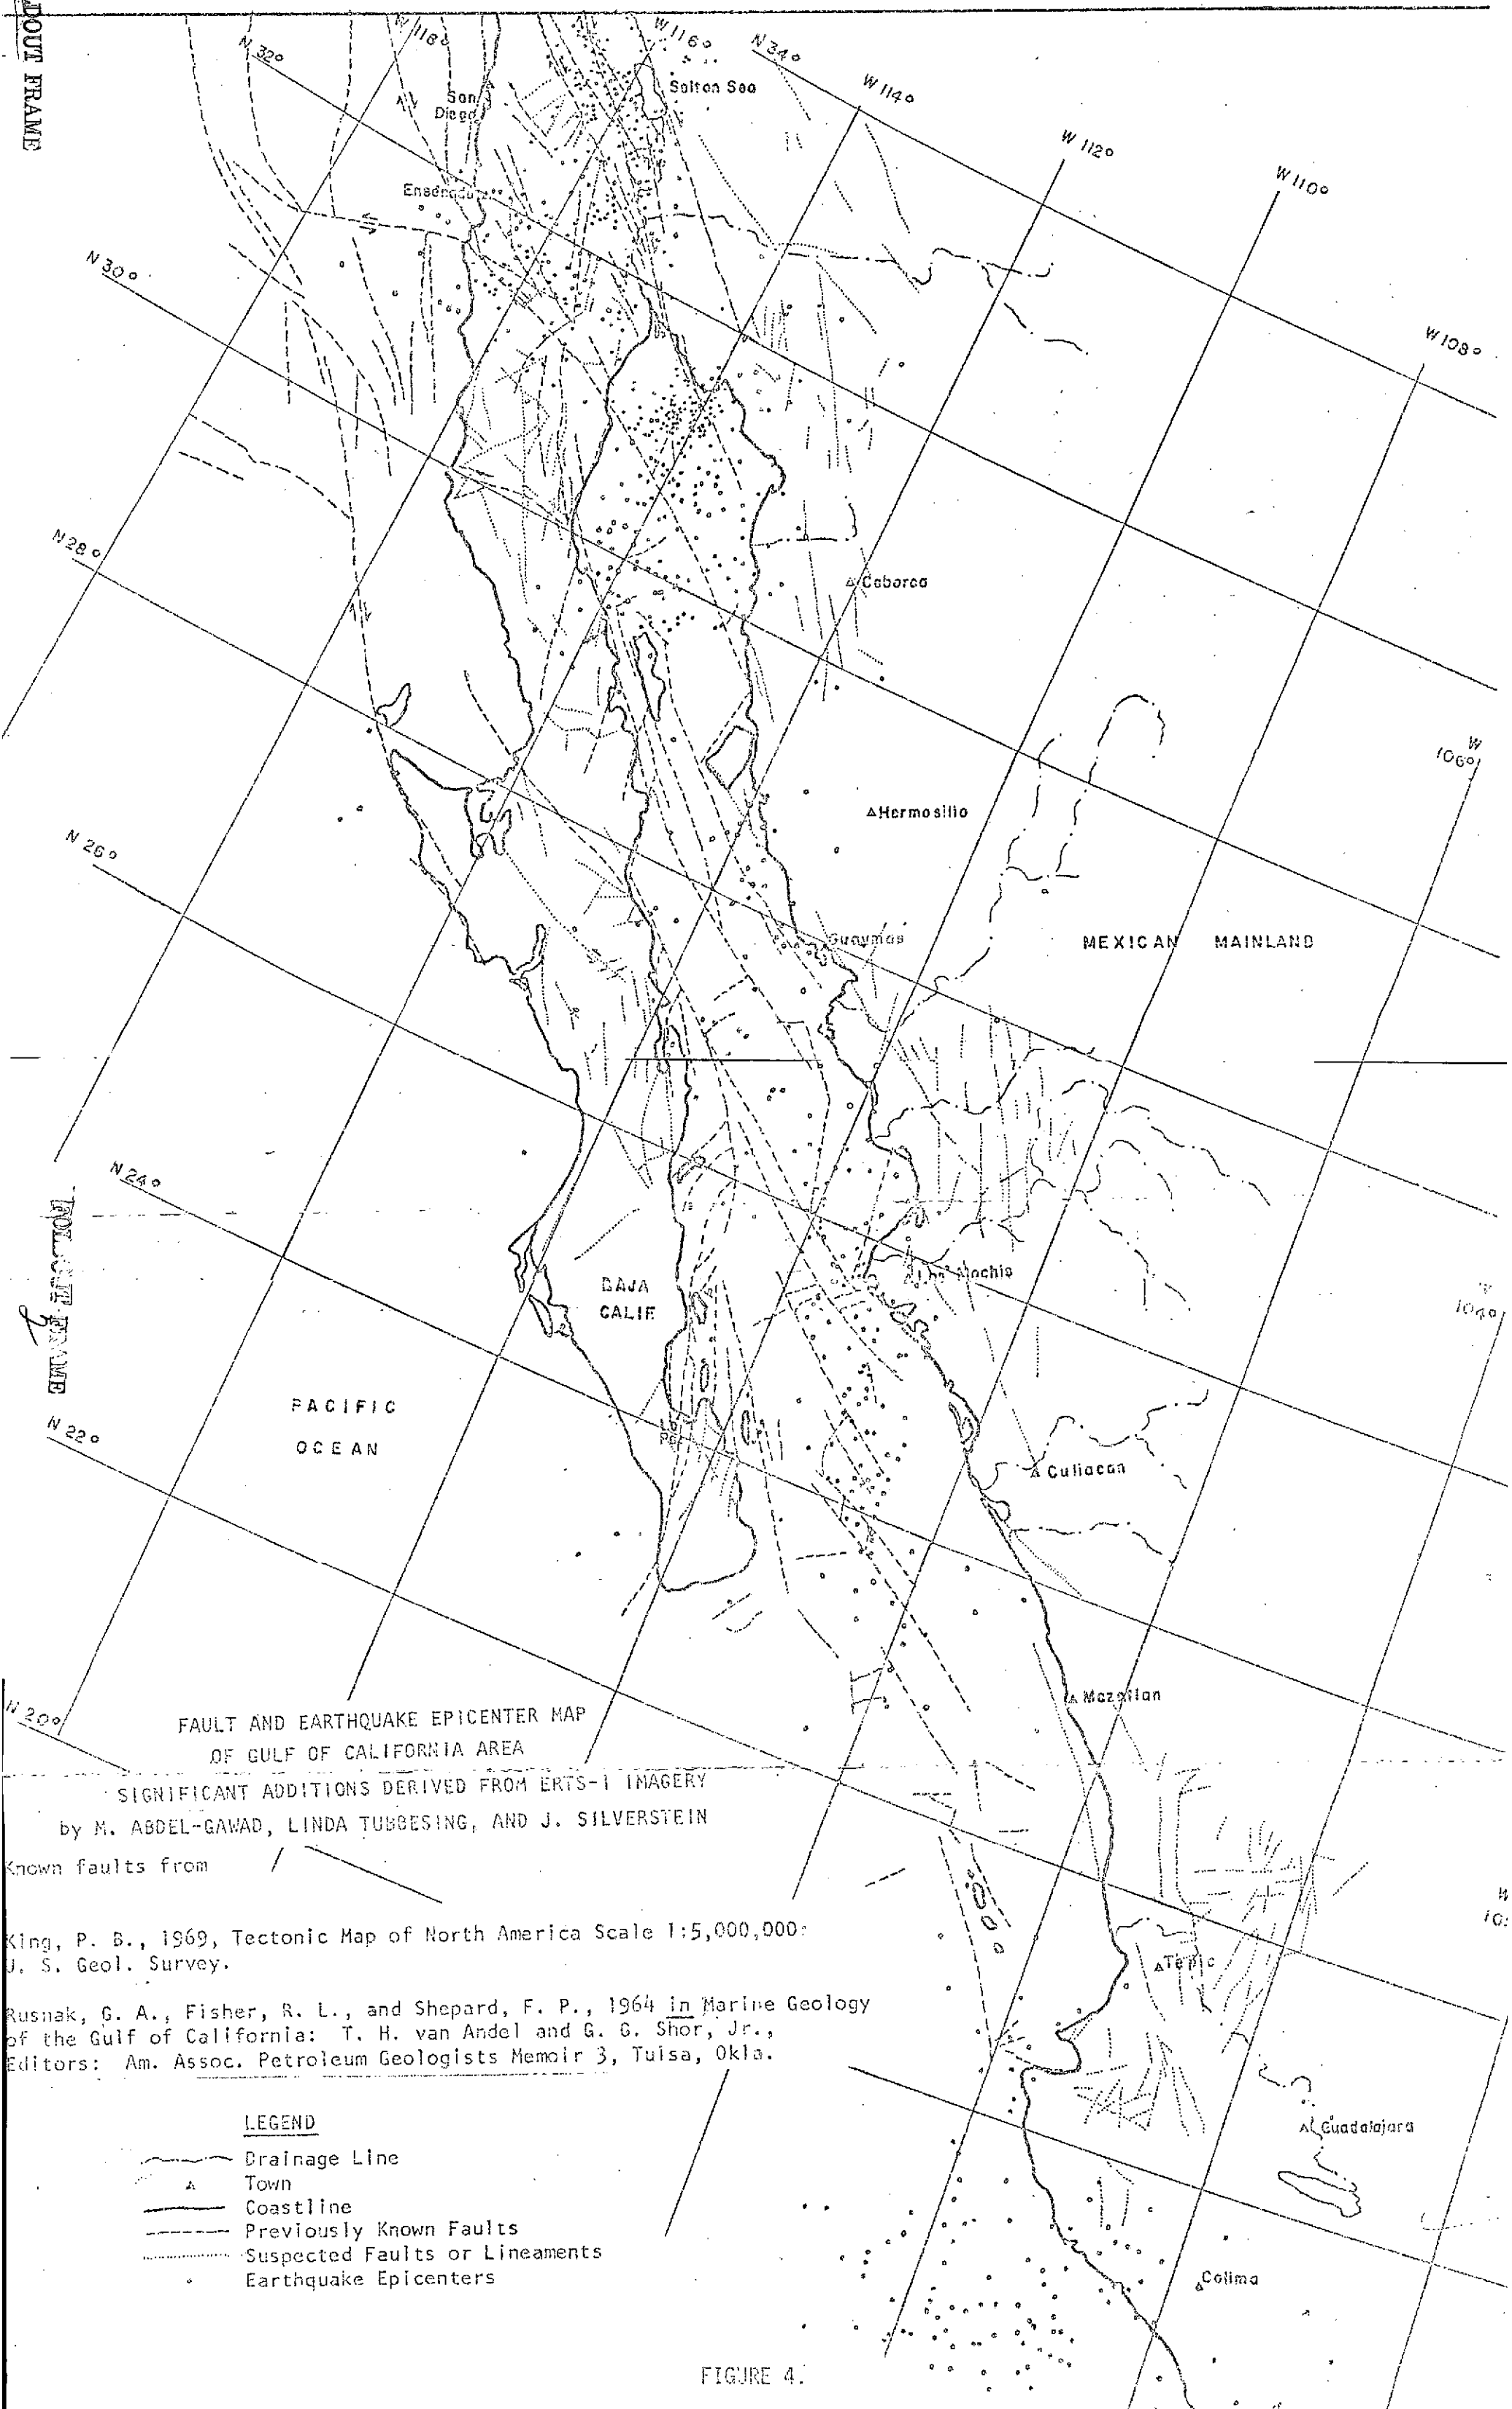 DOUT FRAME
N 32°
W 118°
W 116°
N 34°
W 114°
W 112°
W 110°
W 108°
San
Diego
Salton Sea
Ensenada
N 30°
N 28°
Caborca
W
106°
N 26°
Hermosillo
Guaymas
MEXICAN MAINLAND
N 24°
FRAME
2
Mochis
104°
BAJA
CALIF
PACIFIC
OCEAN
N 22°
Culiacan
Mazatlan
N 20°
FAULT AND EARTHQUAKE EPICENTER MAP
OF GULF OF CALIFORNIA AREA
SIGNIFICANT ADDITIONS DERIVED FROM ERTS-1 IMAGERY
by M. ABDEL-GAWAD, LINDA TUBBESING, AND J. SILVERSTEIN
Known faults from
King, P. B., 1969, Tectonic Map of North America Scale 1:5,000,000:
U. S. Geol. Survey.
Rusnak, G. A., Fisher, R. L., and Shepard, F. P., 1964 in Marine Geology
of the Gulf of California: T. H. van Andel and G. G. Shor, Jr.,
Editors: Am. Assoc. Petroleum Geologists Memoir 3, Tulsa, Okla.
Tepic
Guadalajara
Colima
LEGEND
Drainage Line
Town
Coastline
Previously Known Faults
Suspected Faults or Lineaments
Earthquake Epicenters
FIGURE 4.